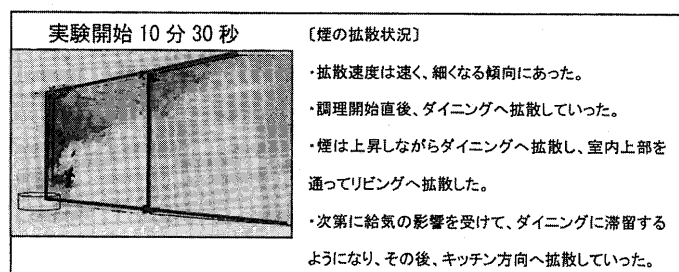 実験開始 10 分 30 秒
〔煙の拡散状況〕
・拡散速度は速く、細くなる傾向にあった。
・調理開始直後、ダイニングへ拡散していった。
・煙は上昇しながらダイニングへ拡散し、室内上部を
通ってリビングへ拡散した。
・次第に給気の影響を受けて、ダイニングに滞留する
ようになり、その後、キッチン方向へ拡散していった。